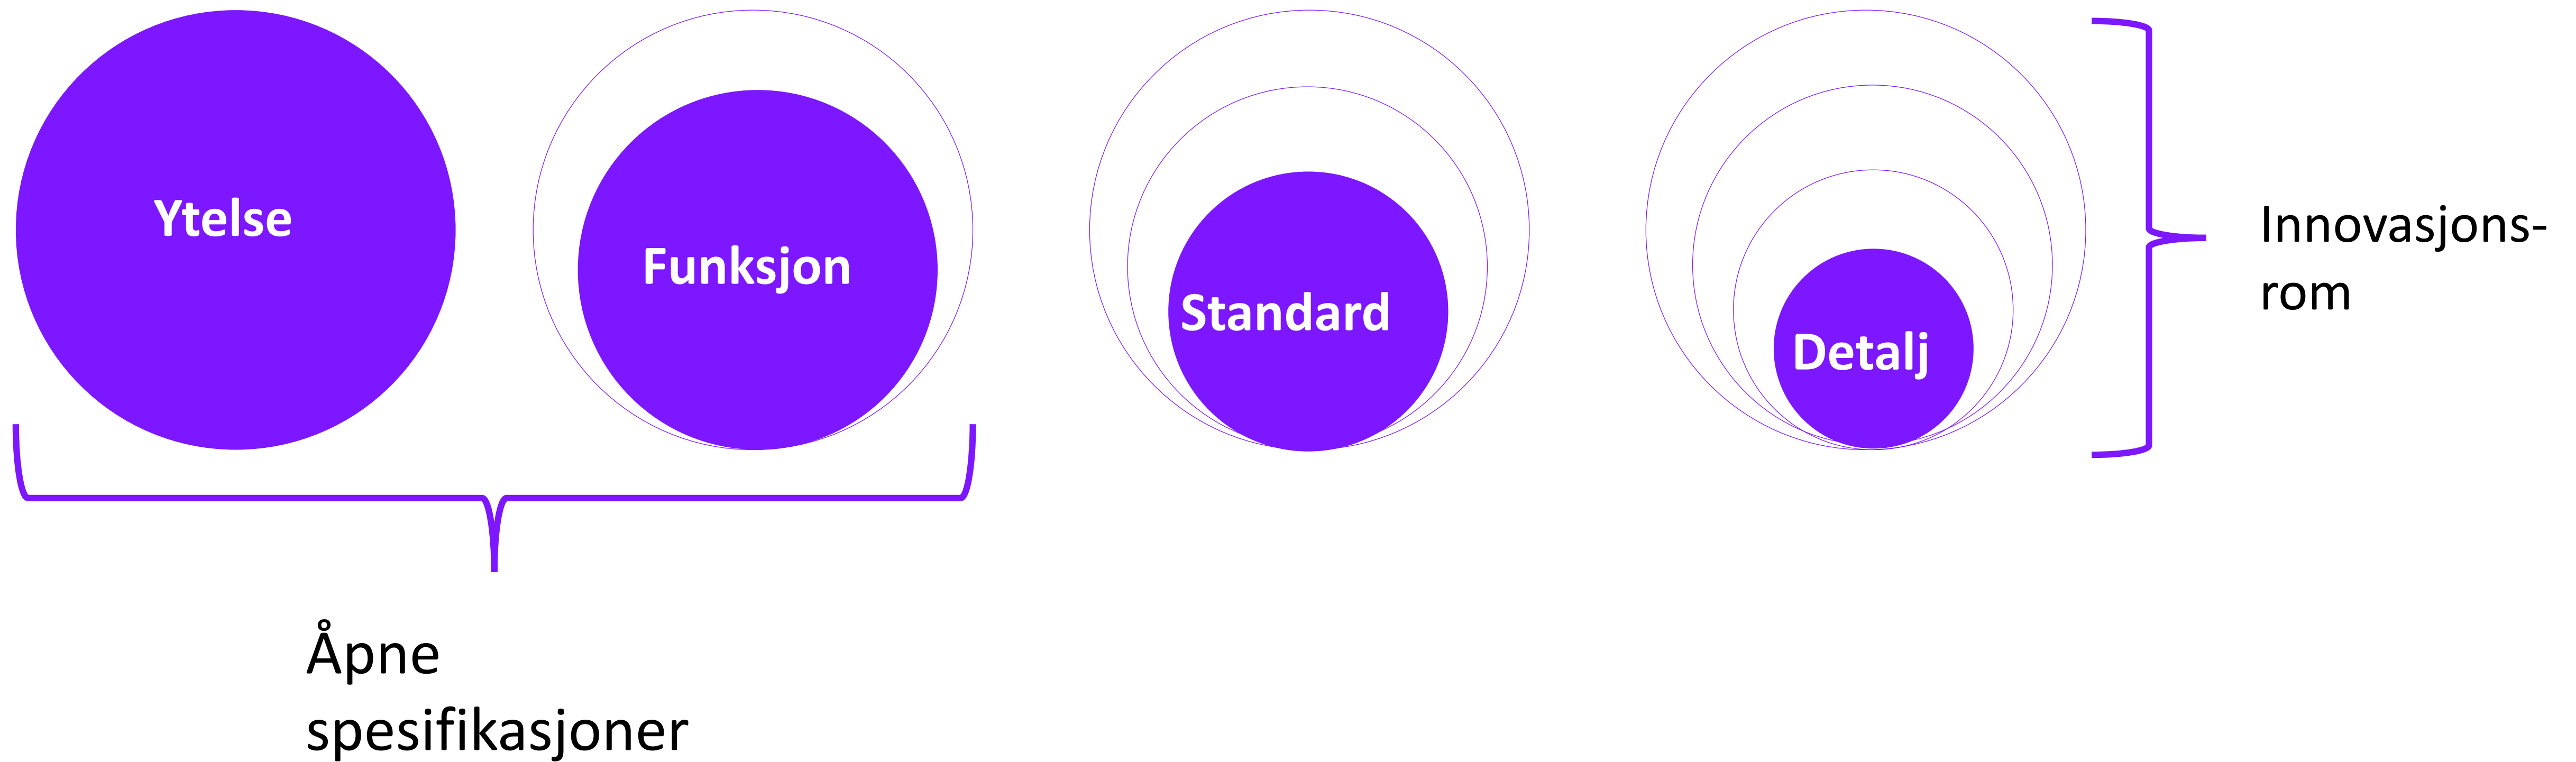 Ytelse
Funksjon
Standard
Detalj
Innovasjons-
rom
Åpne
spesifikasjoner